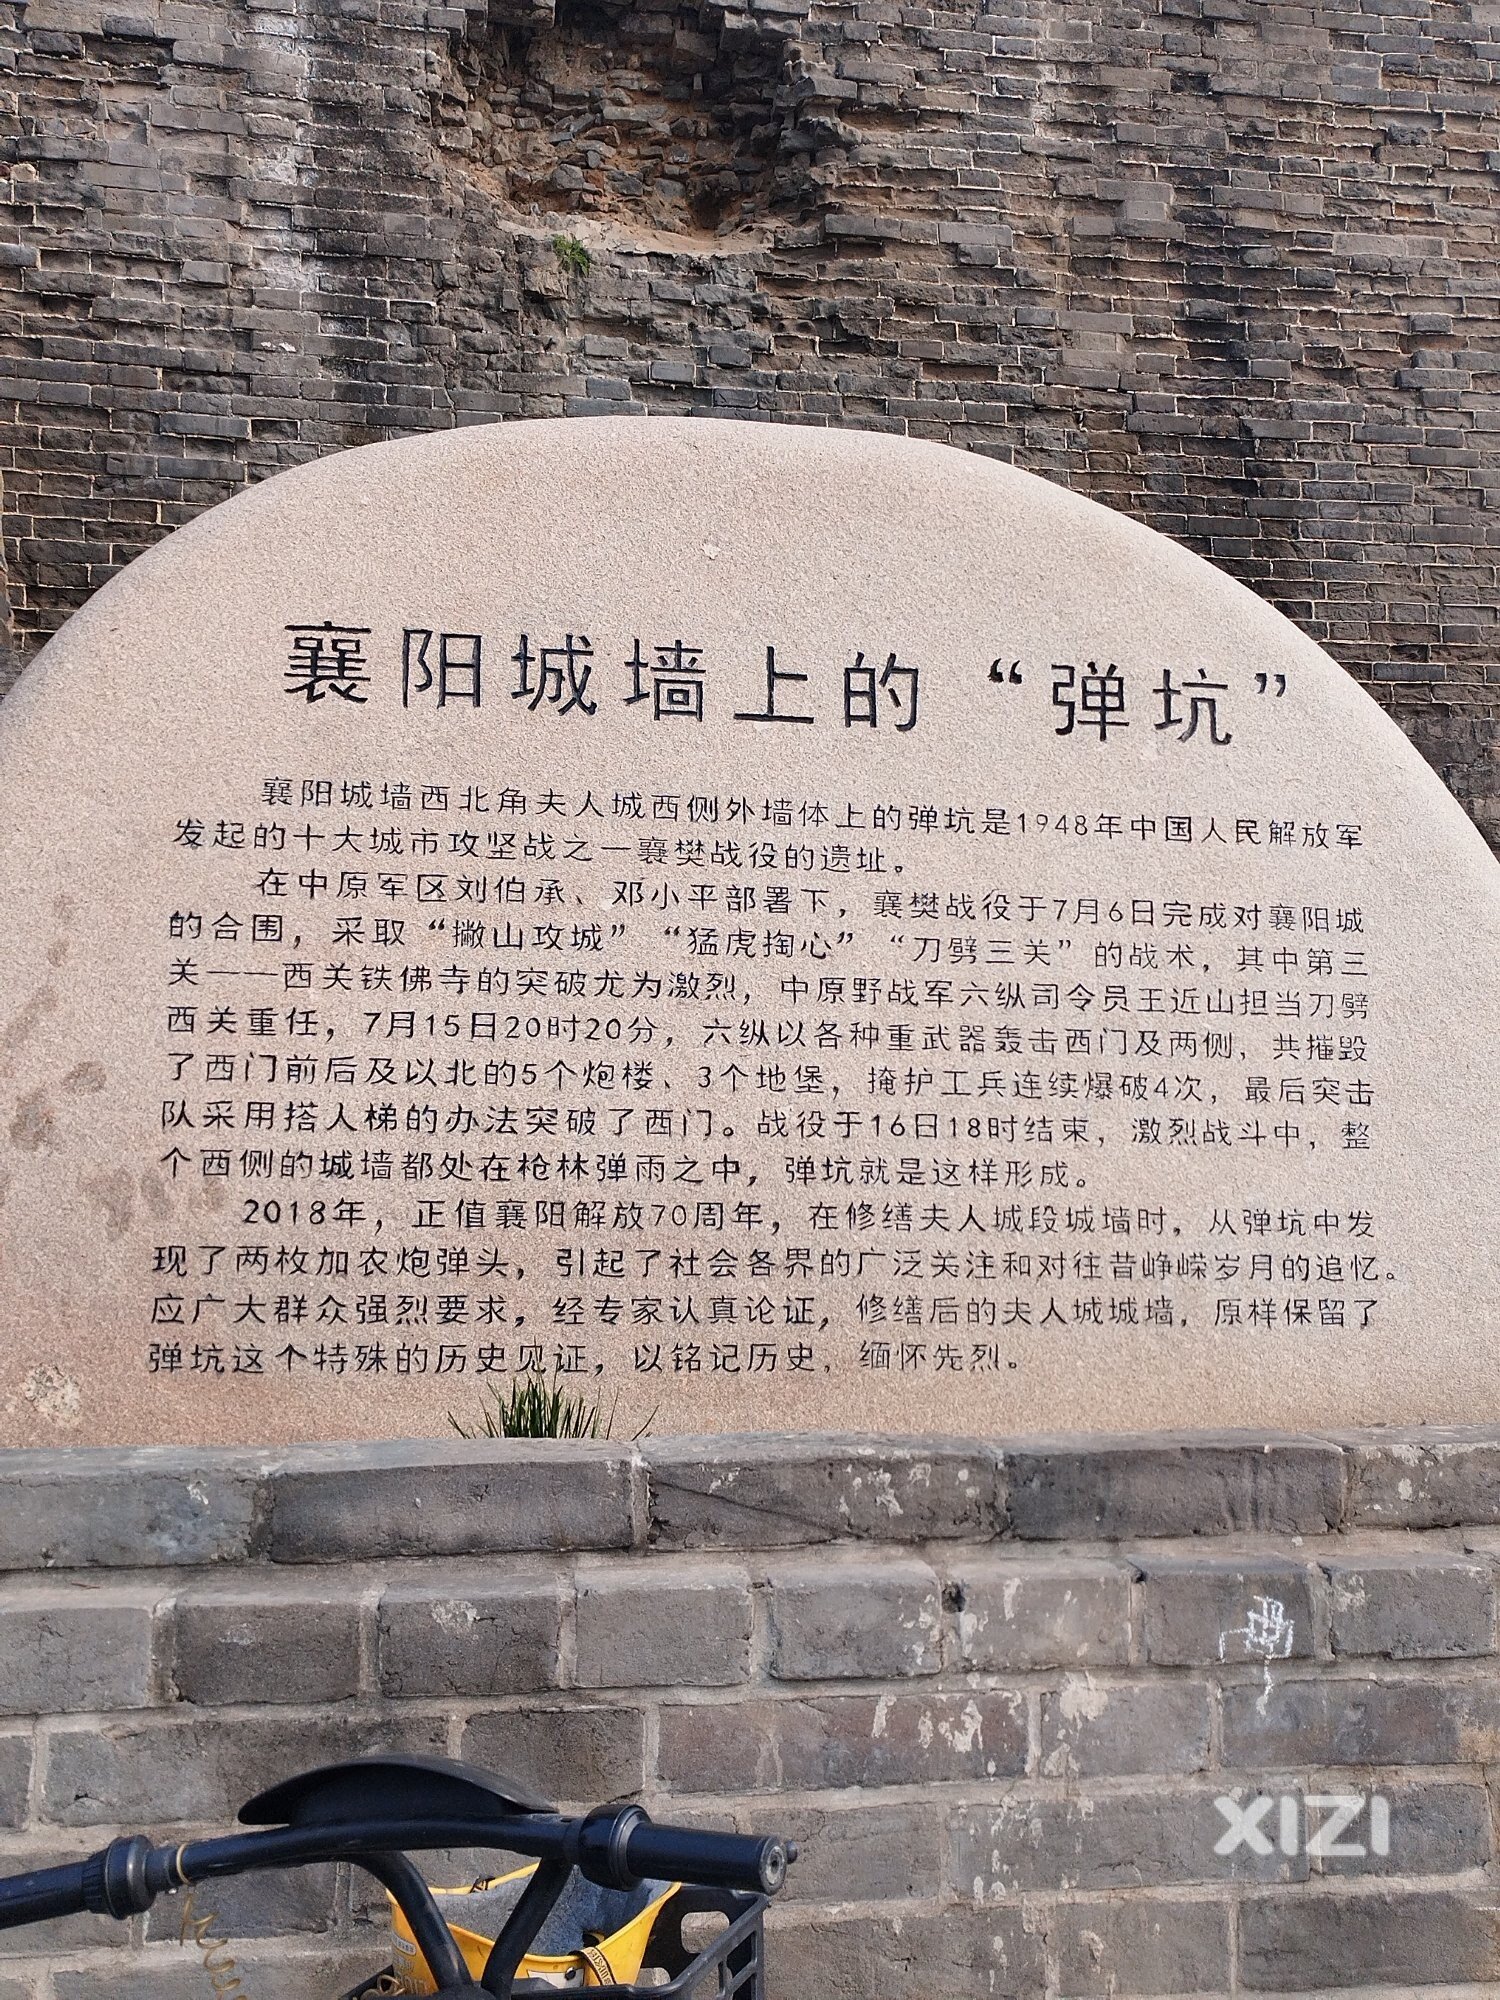 襄阳城墙上的“弹坑”
襄阳城墙西北角夫人城西侧外墙体上的弹坑是1948年中国人民解放军
发起的十大城市攻坚战之一襄樊战役的遗址。
在中原军区刘伯承、邓小平部署下，襄樊战役于7月6日完成对襄阳城
的合围，采取“撇山攻城”“猛虎掏心”“刀劈三关”的战术，其中第三
关——西关铁佛寺的突破尤为激烈，中原野战军六纵司令员王近山担当刀劈
西关重任，7月15日20时20分，六纵以各种重武器轰击西门及两侧，共摧毁
了西门前后及以北的5个炮楼、3个地堡，掩护工兵连续爆破4次，最后突击
队采用搭人梯的办法突破了西门。战役于16日18时结束，激烈战斗中，整
个西侧的城墙都处在枪林弹雨之中，弹坑就是这样形成。
2018年，正值襄阳解放70周年，在修缮夫人城段城墙时，从弹坑中发
现了两枚加农炮弹头，引起了社会各界的广泛关注和对往昔峥嵘岁月的追忆。
应广大群众强烈要求，经专家认真论证，修缮后的夫人城城墙，原样保留了
弹坑这个特殊的历史见证，以铭记历史，缅怀先烈。
XIZI